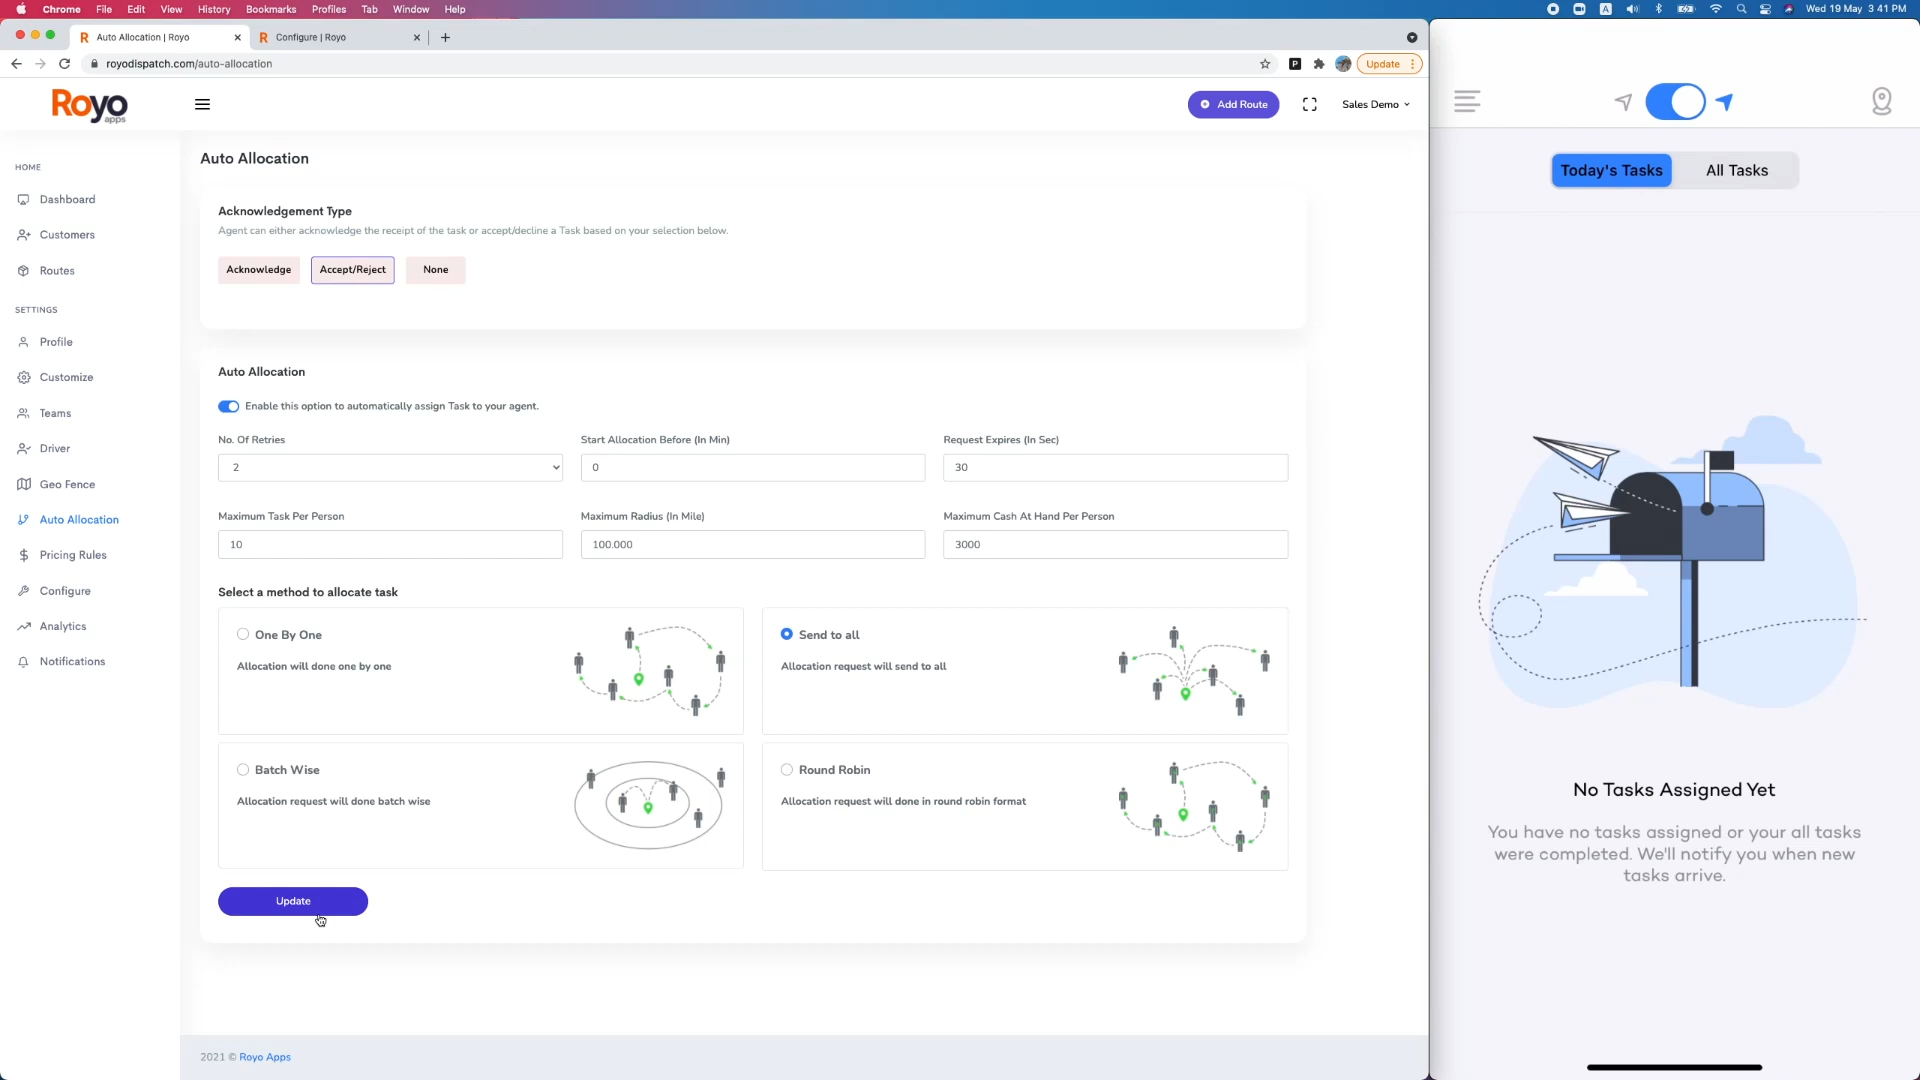 Chrome File Edit View History Bookmarks Profiles Tab Window Help
A Wed 19 May 3 41 PM
R Auto Allocation | Royo
R Configure | Royo
royodispatch.com/auto-allocation
P
Update
Royo
apps
Add Route
Sales Demo
HOME
Dashboard
Customers
Routes
SETTINGS
Profile
Customize
Teams
Driver
Geo Fence
Auto Allocation
Pricing Rules
Configure
Analytics
Notifications
Auto Allocation
Acknowledgement Type
Agent can either acknowledge the receipt of the task or accept/decline a Task based on your selection below.
Acknowledge Accept/Reject None
Auto Allocation
Enable this option to automatically assign Task to your agent.
No. Of Retries Start Allocation Before (In Min) Request Expires (In Sec)
2 0 30
Maximum Task Per Person Maximum Radius (In Mile) Maximum Cash At Hand Per Person
10 100.000 3000
Select a method to allocate task
One By One
Allocation will done one by one
Send to all
Allocation request will send to all
Batch Wise
Allocation request will done batch wise
Round Robin
Allocation request will done in round robin format
Update
2021 © Royo Apps
Today's Tasks All Tasks
No Tasks Assigned Yet
You have no tasks assigned or your all tasks
were completed. We'll notify you when new
tasks arrive.